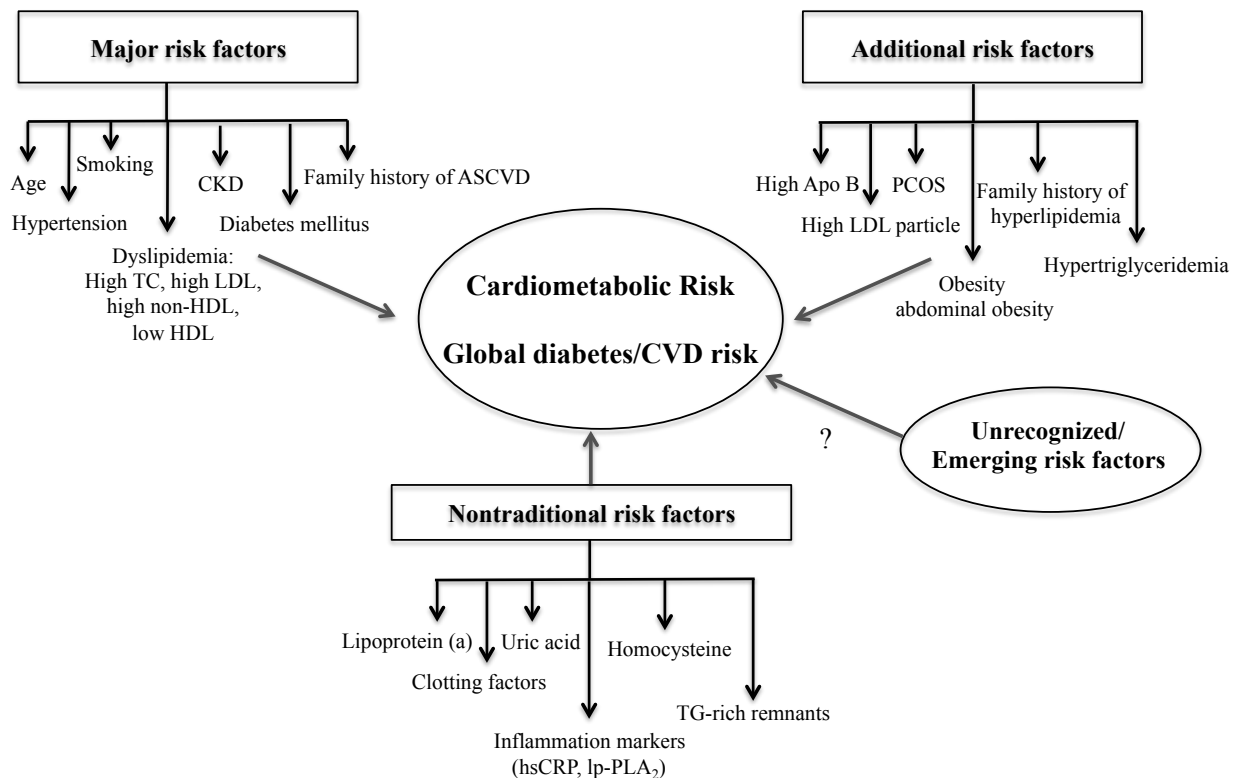 Major risk factors
Age
Hypertension
Smoking
Dyslipidemia:
High TC, high LDL,
high non-HDL,
low HDL
CKD
Diabetes mellitus
Family history of ASCVD
Additional risk factors
High Apo B
High LDL particle
PCOS
Obesity
abdominal obesity
Family history of
hyperlipidemia
Hypertriglyceridemia
Cardiometabolic Risk
Global diabetes/CVD risk
?
Unrecognized/
Emerging risk factors
Nontraditional risk factors
Lipoprotein (a)
Clotting factors
Uric acid
Inflammation markers
(hsCRP, lp-PLA₂)
Homocysteine
TG-rich remnants